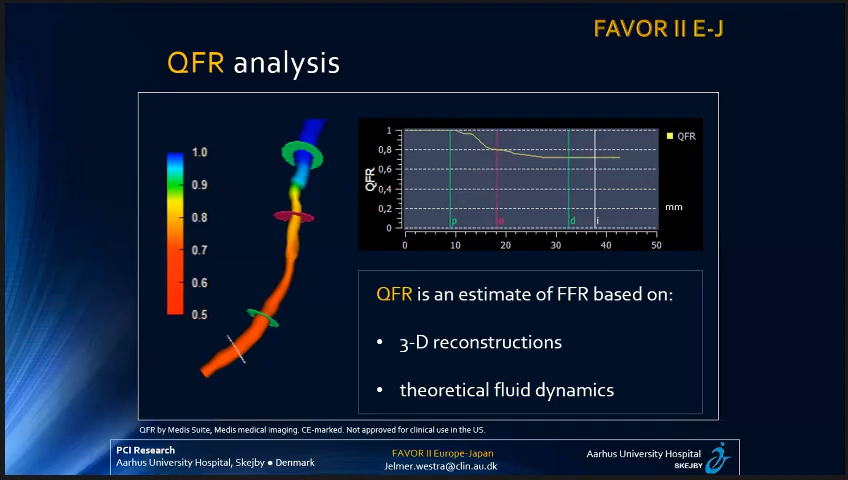 FAVOR II E-J
QFR analysis
1.0
0.9
0.8
0.7
0.6
0.5
QFR
1
0,8
0,6
0,4
0,2
0
p
o
d
i
0 10 20 30 40 50
QFR
mm
QFR is an estimate of FFR based on:
• 3-D reconstructions
• theoretical fluid dynamics
QFR by Medis Suite, Medis medical imaging. CE-marked. Not approved for clinical use in the US.
PCI Research
Aarhus University Hospital, Skejby ● Denmark
FAVOR II Europe-Japan
Jelmer.westra@clin.au.dk
Aarhus University Hospital
SKEJBY